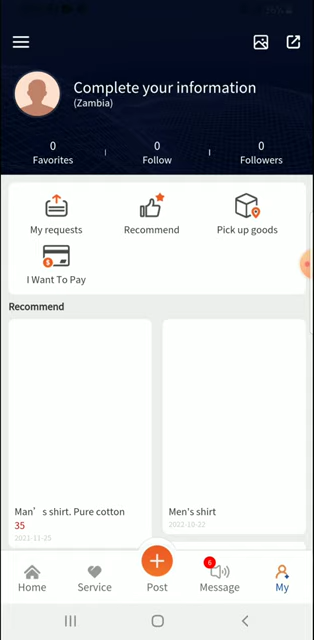 Complete your information
(Zambia)
0
0
0
Favorites
Follow
Followers
My requests
Recommend
Pick up goods
I Want To Pay
Recommend
Man's shirt. Pure cotton
35
2021-11-25
Men's shirt
2022-10-22
6
Home
Service
Post
Message
My